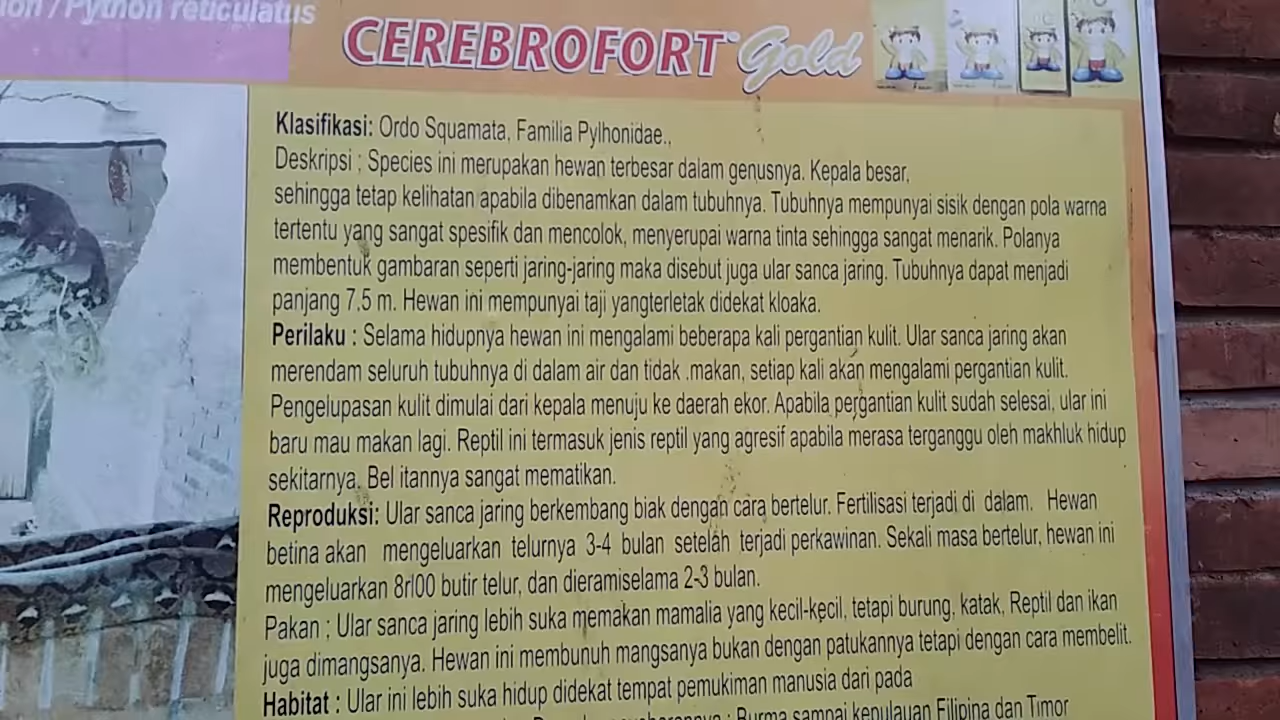 / Python reticulatus
CEREBROFORT Gold
Klasifikasi: Ordo Squamata, Familia Pylhonidae.,
Deskripsi ; Species ini merupakan hewan terbesar dalam genusnya. Kepala besar,
sehingga tetap kelihatan apabila dibenamkan dalam tubuhnya. Tubuhnya mempunyai sisik dengan pola warna
tertentu yang sangat spesifik dan mencolok, menyerupai warna tinta sehingga sangat menarik. Polanya
membentuk gambaran seperti jaring-jaring maka disebut juga ular sanca jaring. Tubuhnya dapat menjadi
panjang 7.5 m. Hewan ini mempunyai taji yangterletak didekat kloaka.
Perilaku : Selama hidupnya hewan ini mengalami beberapa kali pergantian kulit. Ular sanca jaring akan
merendam seluruh tubuhnya di dalam air dan tidak .makan, setiap kali akan mengalami pergantian kulit.
Pengelupasan kulit dimulai dari kepala menuju ke daerah ekor. Apabila pergantian kulit sudah selesai, ular ini
baru mau makan lagi. Reptil ini termasuk jenis reptil yang agresif apabila merasa terganggu oleh makhluk hidup
sekitarnya. Bel itannya sangat mematikan.
Reproduksi: Ular sanca jaring berkembang biak dengan cara bertelur. Fertilisasi terjadi di dalam. Hewan
betina akan mengeluarkan telurnya 3-4 bulan setelah terjadi perkawinan. Sekali masa bertelur, hewan ini
mengeluarkan 8rl00 butir telur, dan dieramiselama 2-3 bulan.
Pakan ; Ular sanca jaring lebih suka memakan mamalia yang kecil-kecil, tetapi burung, katak, Reptil dan ikan
juga dimangsanya. Hewan ini membunuh mangsanya bukan dengan patukannya tetapi dengan cara membelit.
Habitat : Ular ini lebih suka hidup didekat tempat pemukiman manusia dari pada
: Burma sampai kepulauan Filipina dan Timor